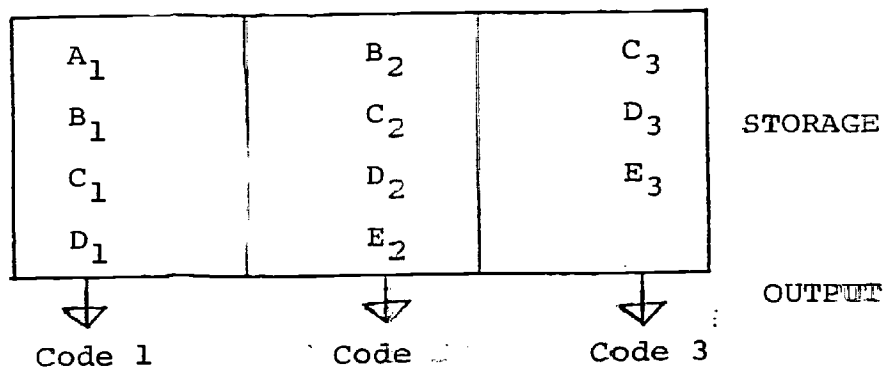 A1 B2 C3
B1 C2 D3 STORAGE
C1 D2 E3
D1 E2
OUTPUT
Code 1 Code Code 3